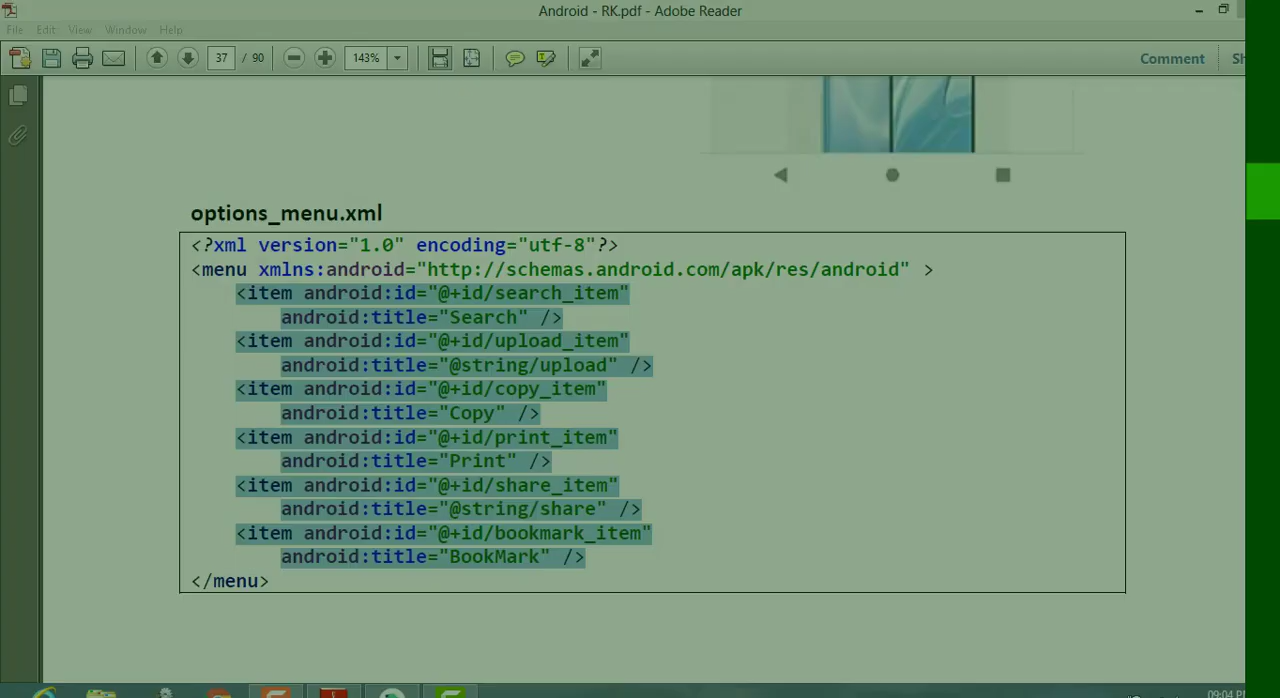 Android - RK.pdf - Adobe Reader
File Edit View Window Help
37 / 90 143% Comment
options_menu.xml
<?xml version="1.0" encoding="utf-8"?>
<menu xmlns:android="http://schemas.android.com/apk/res/android" >
<item android:id="@+id/search_item"
android:title="Search" />
<item android:id="@+id/upload_item"
android:title="@string/upload" />
<item android:id="@+id/copy_item"
android:title="Copy" />
<item android:id="@+id/print_item"
android:title="Print" />
<item android:id="@+id/share_item"
android:title="@string/share" />
<item android:id="@+id/bookmark_item"
android:title="BookMark" />
</menu>